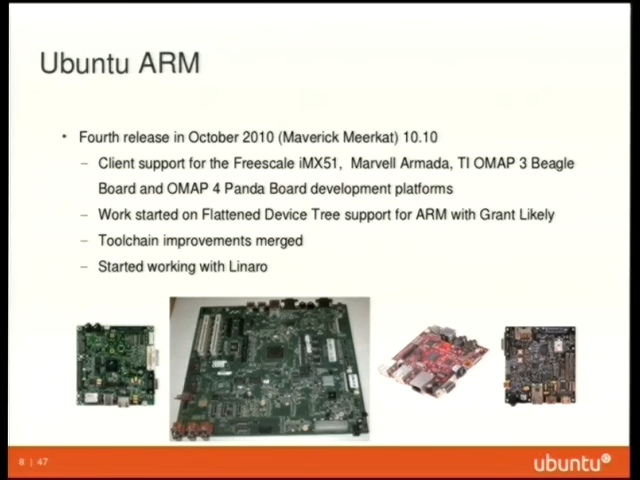 Ubuntu ARM
• Fourth release in October 2010 (Maverick Meerkat) 10.10
– Client support for the Freescale iMX51, Marvell Armada, TI OMAP 3 Beagle
Board and OMAP 4 Panda Board development platforms
– Work started on Flattened Device Tree support for ARM with Grant Likely
– Toolchain improvements merged
– Started working with Linaro
8 | 47
ubuntu